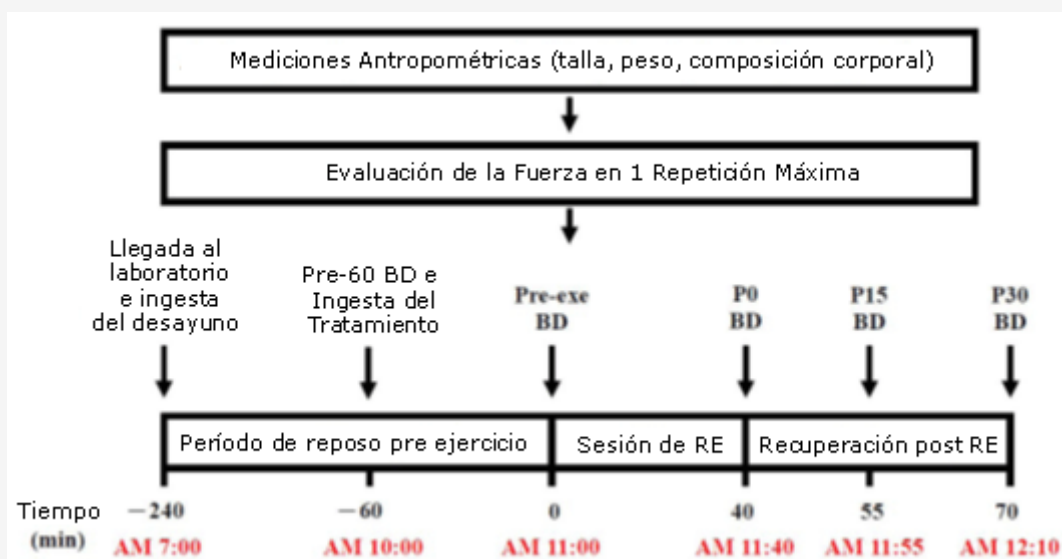 Mediciones Antropométricas (talla, peso, composición corporal)
Evaluación de la Fuerza en 1 Repetición Máxima
Llegada al
laboratorio
e ingesta
del desayuno
Pre-60 BD e
Ingesta del
Tratamiento
Pre-exe
BD
P0
BD
P15
BD
P30
BD
Período de reposo pre ejercicio
Sesión de RE
Recuperación post RE
Tiempo
(min)
−240
−60
0
40
55
70
AM 7:00
AM 10:00
AM 11:00
AM 11:40
AM 11:55
AM 12:10